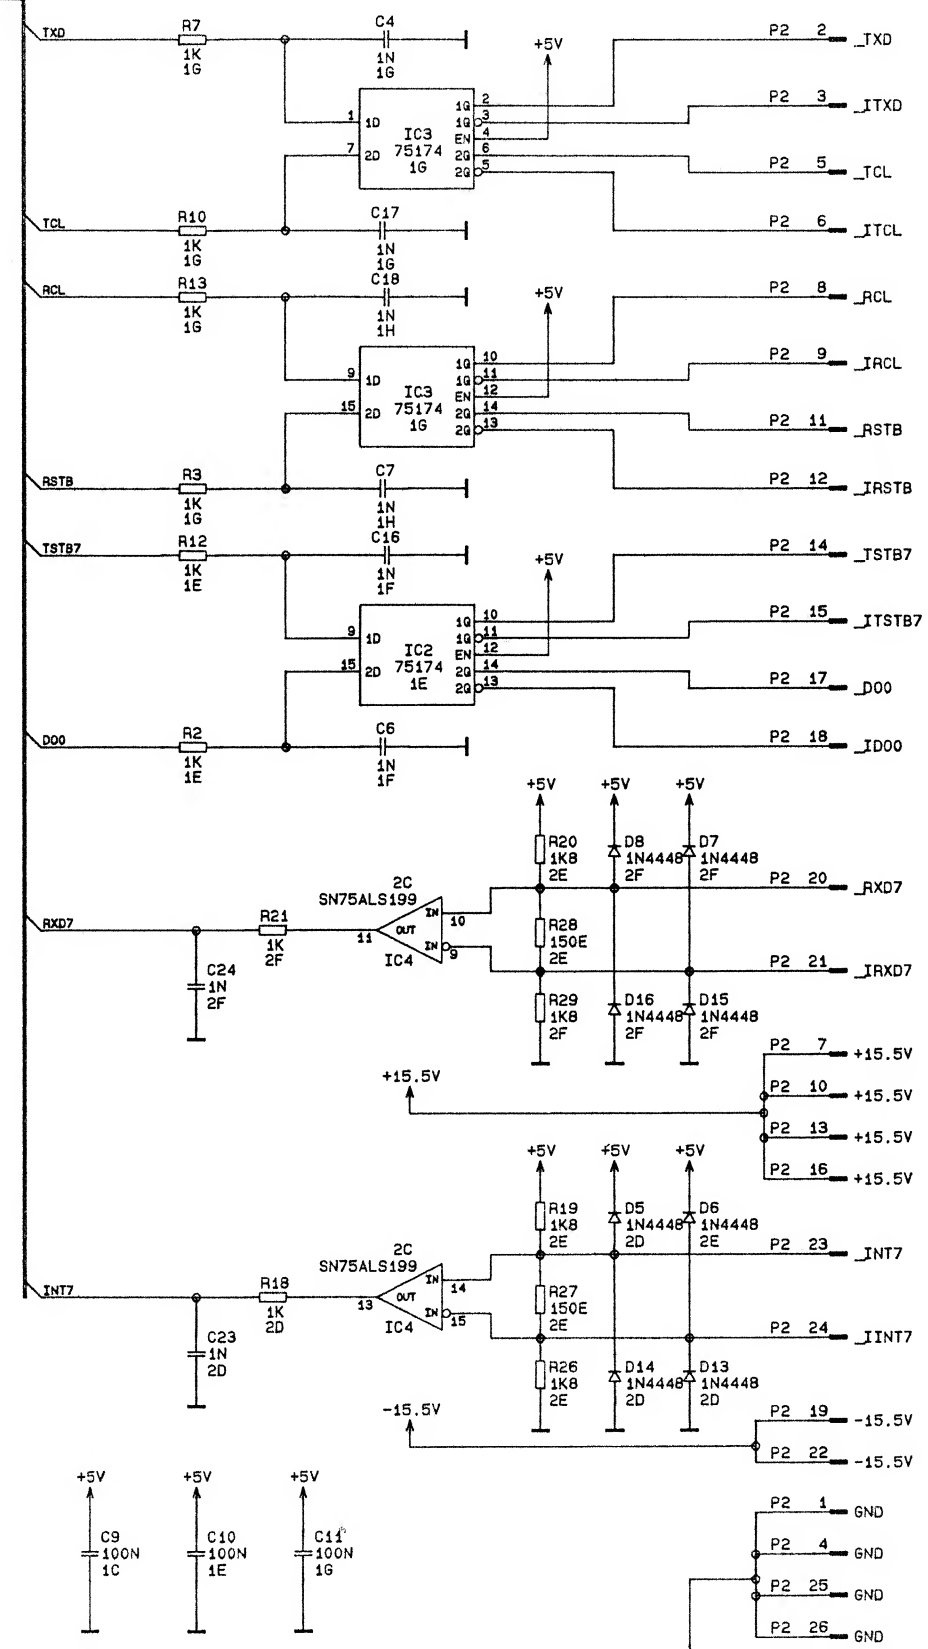 TXD
R7
1K
1G
C4
1N
1G
+5V
P2 2 _TXD
P2 3 _ITXD
1 1D
7 2D
IC3
75174
1G
1Q 2
1Q 3
EN 4
2Q 6
2Q 5
P2 5 _TCL
P2 6 _ITCL
TCL
R10
1K
1G
C17
1N
1G
RCL
R13
1K
1G
C18
1N
1H
+5V
P2 8 _RCL
P2 9 _IRCL
9 1D
15 2D
IC3
75174
1G
1Q 10
1Q 11
EN 12
2Q 14
2Q 13
P2 11 _RSTB
P2 12 _IRSTB
RSTB
R3
1K
1G
C7
1N
1H
TSTB7
R12
1K
1E
C16
1N
1F
+5V
P2 14 _TSTB7
P2 15 _ITSTB7
9 1D
15 2D
IC2
75174
1E
1Q 10
1Q 11
EN 12
2Q 14
2Q 13
P2 17 _DO0
P2 18 _IDO0
DO0
R2
1K
1E
C6
1N
1F
+5V +5V +5V
R20
1K8
2E
D8
1N4448
2F
D7
1N4448
2F
P2 20 _RXD7
2C
SN75ALS199
IN 10
OUT 11
IN 9
IC4
RXD7
R21
1K
2F
C24
1N
2F
R28
150E
2E
P2 21 _IRXD7
R29
1K8
2F
D16
1N4448
2F
D15
1N4448
2F
+15.5V
P2 7 +15.5V
P2 10 +15.5V
P2 13 +15.5V
P2 16 +15.5V
+5V +5V +5V
R19
1K8
2E
D5
1N4448
2D
D6
1N4448
2E
P2 23 _INT7
2C
SN75ALS199
IN 14
OUT 13
IN 15
IC4
INT7
R18
1K
2D
C23
1N
2D
R27
150E
2E
P2 24 _IINT7
R26
1K8
2E
D14
1N4448
2D
D13
1N4448
2D
-15.5V
P2 19 -15.5V
P2 22 -15.5V
+5V +5V +5V
C9
100N
1C
C10
100N
1E
C11
100N
1G
P2 1 GND
P2 4 GND
P2 25 GND
P2 26 GND